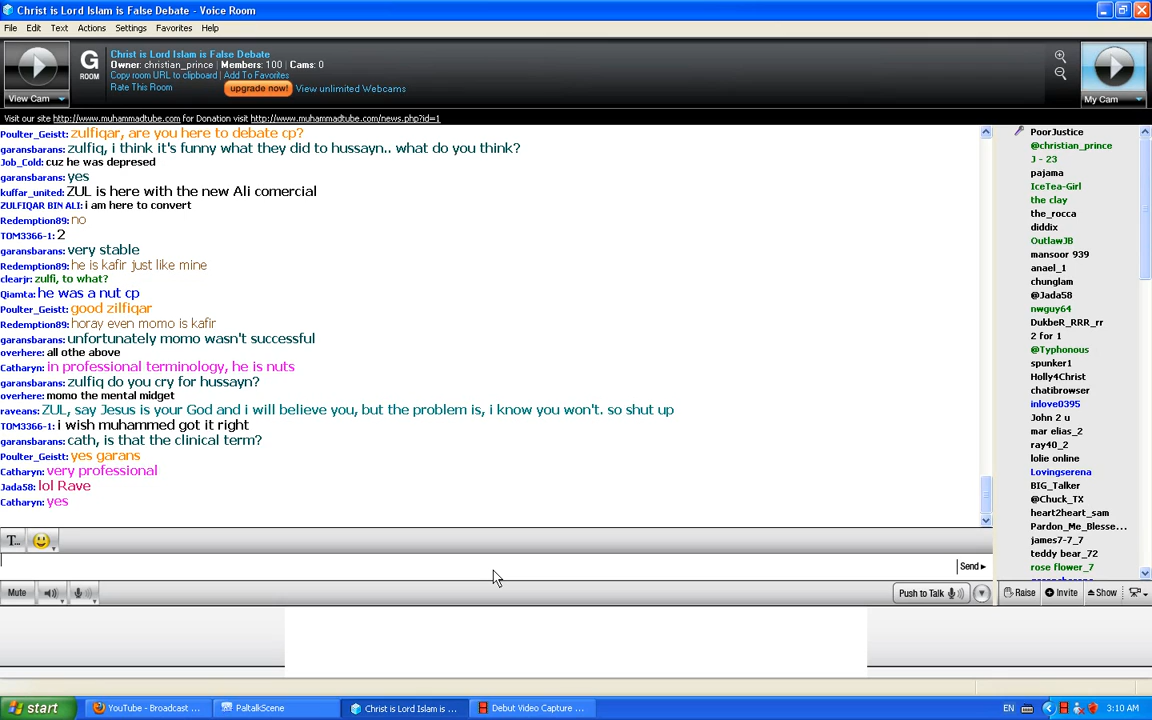 Christ is Lord Islam is False Debate - Voice Room
File Edit Text Actions Settings Favorites Help
View Cam
G
ROOM
Christ is Lord Islam is False Debate
Owner: christian_prince | Members: 100 | Cams: 0
Copy room URL to clipboard | Add To Favorites
Rate This Room
upgrade now! View unlimited Webcams
My Cam
Visit our site http://www.muhammadtube.com for Donation visit http://www.muhammadtube.com/news.php?id=1
Poulter_Geistt: zulfiqar, are you here to debate cp?
garansbarans: zulfiq, i think it's funny what they did to hussayn.. what do you think?
Job_Cold: cuz he was depresed
garansbarans: yes
kuffar_united: ZUL is here with the new Ali comercial
ZULFIQAR BIN ALI: i am here to convert
Redemption89: no
TOM3366-1: 2
garansbarans: very stable
Redemption89: he is kafir just like mine
clearjr: zulfi, to what?
Qiamta: he was a nut cp
Poulter_Geistt: good zilfiqar
Redemption89: horay even momo is kafir
garansbarans: unfortunately momo wasn't successful
overhere: all othe above
Catharyn: in professional terminology, he is nuts
garansbarans: zulfiq do you cry for hussayn?
overhere: momo the mental midget
raveans: ZUL, say Jesus is your God and i will believe you, but the problem is, i know you won't. so shut up
TOM3366-1: i wish muhammed got it right
garansbarans: cath, is that the clinical term?
Poulter_Geistt: yes garans
Catharyn: very professional
Jada58: lol Rave
Catharyn: yes
PoorJustice
@christian_prince
J - 23
pajama
IceTea-Girl
the clay
the_rocca
diddix
OutlawJB
mansoor 939
anael_1
chunglam
@Jada58
nwguy64
DukbeR_RRR_rr
2 for 1
@Typhonous
spunker1
Holly4Christ
chatibrowser
inlove0395
John 2 u
mar elias_2
ray40_2
lolie online
Lovingserena
BIG_Talker
@Chuck_TX
heart2heart_sam
Pardon_Me_Blesse...
james7-7_7
teddy bear_72
rose flower_7
T...
Send
Mute
Push to Talk
Raise Invite Show
start YouTube - Broadcast ... PaltalkScene Christ is Lord Islam is ... Debut Video Capture ... EN 3:10 AM